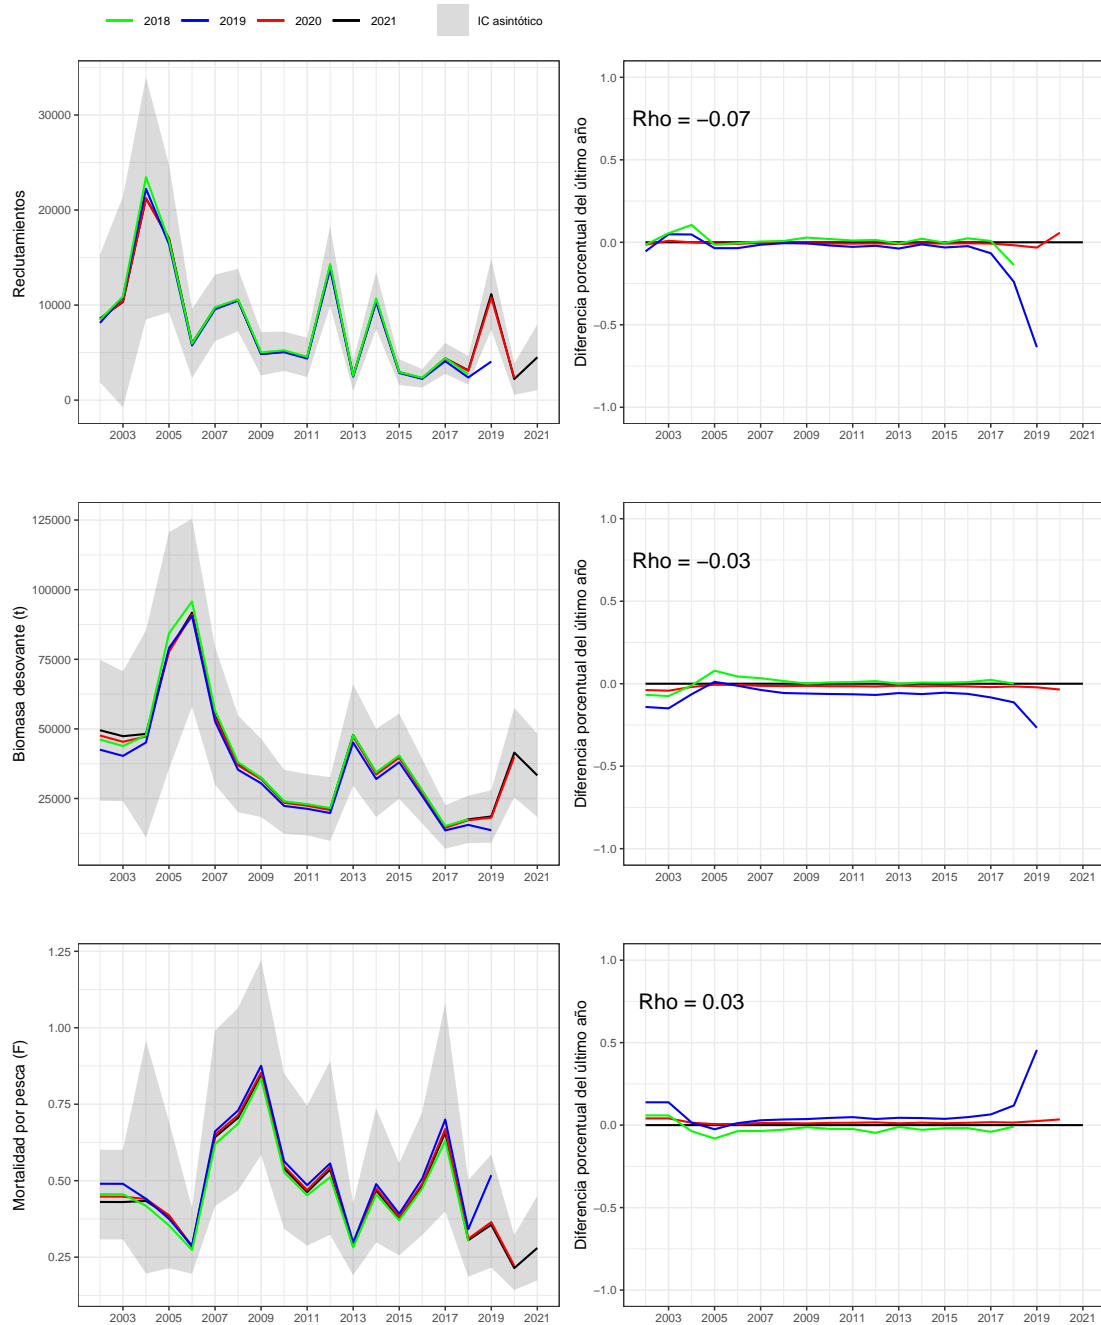 2018 2019 2020 2021 IC asintótico
Reclutamientos
30000
20000
10000
0
2003 2005 2007 2009 2011 2013 2015 2017 2019 2021
Diferencia porcentual del último año
Rho = −0.07
1.0
0.5
0.0
−0.5
−1.0
2003 2005 2007 2009 2011 2013 2015 2017 2019 2021
Biomasa desovante (t)
125000
100000
75000
50000
25000
2003 2005 2007 2009 2011 2013 2015 2017 2019 2021
Diferencia porcentual del último año
Rho = −0.03
1.0
0.5
0.0
−0.5
−1.0
2003 2005 2007 2009 2011 2013 2015 2017 2019 2021
Mortalidad por pesca (F)
1.25
1.00
0.75
0.50
0.25
2003 2005 2007 2009 2011 2013 2015 2017 2019 2021
Diferencia porcentual del último año
Rho = 0.03
1.0
0.5
0.0
−0.5
−1.0
2003 2005 2007 2009 2011 2013 2015 2017 2019 2021